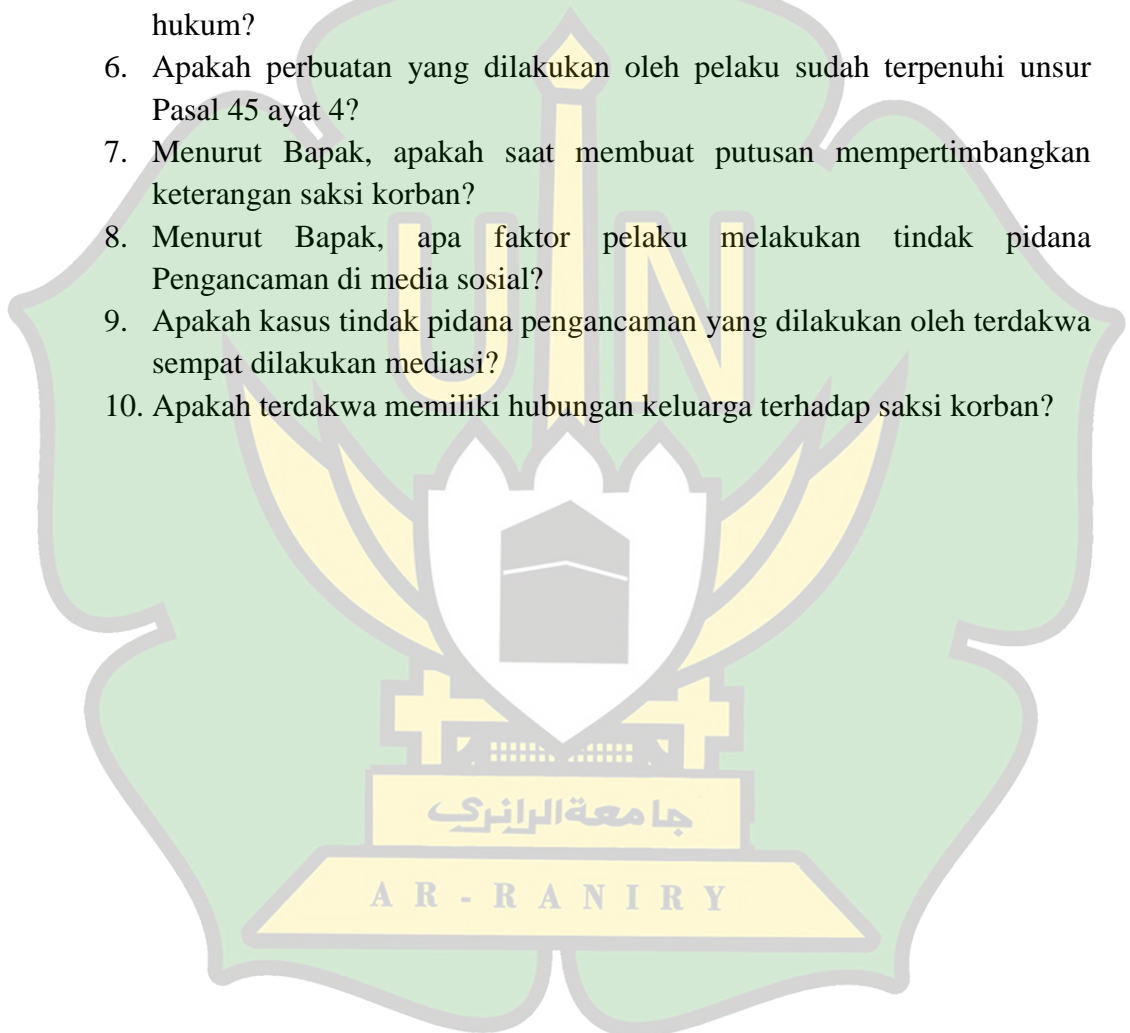 hukum?
6. Apakah perbuatan yang dilakukan oleh pelaku sudah terpenuhi unsur
Pasal 45 ayat 4?
7. Menurut Bapak, apakah saat membuat putusan mempertimbangkan
keterangan saksi korban?
8. Menurut Bapak, apa faktor pelaku melakukan tindak pidana
Pengancaman di media sosial?
9. Apakah kasus tindak pidana pengancaman yang dilakukan oleh terdakwa
sempat dilakukan mediasi?
10. Apakah terdakwa memiliki hubungan keluarga terhadap saksi korban?
UIN
جامعة الرانري
AR-RANIRY